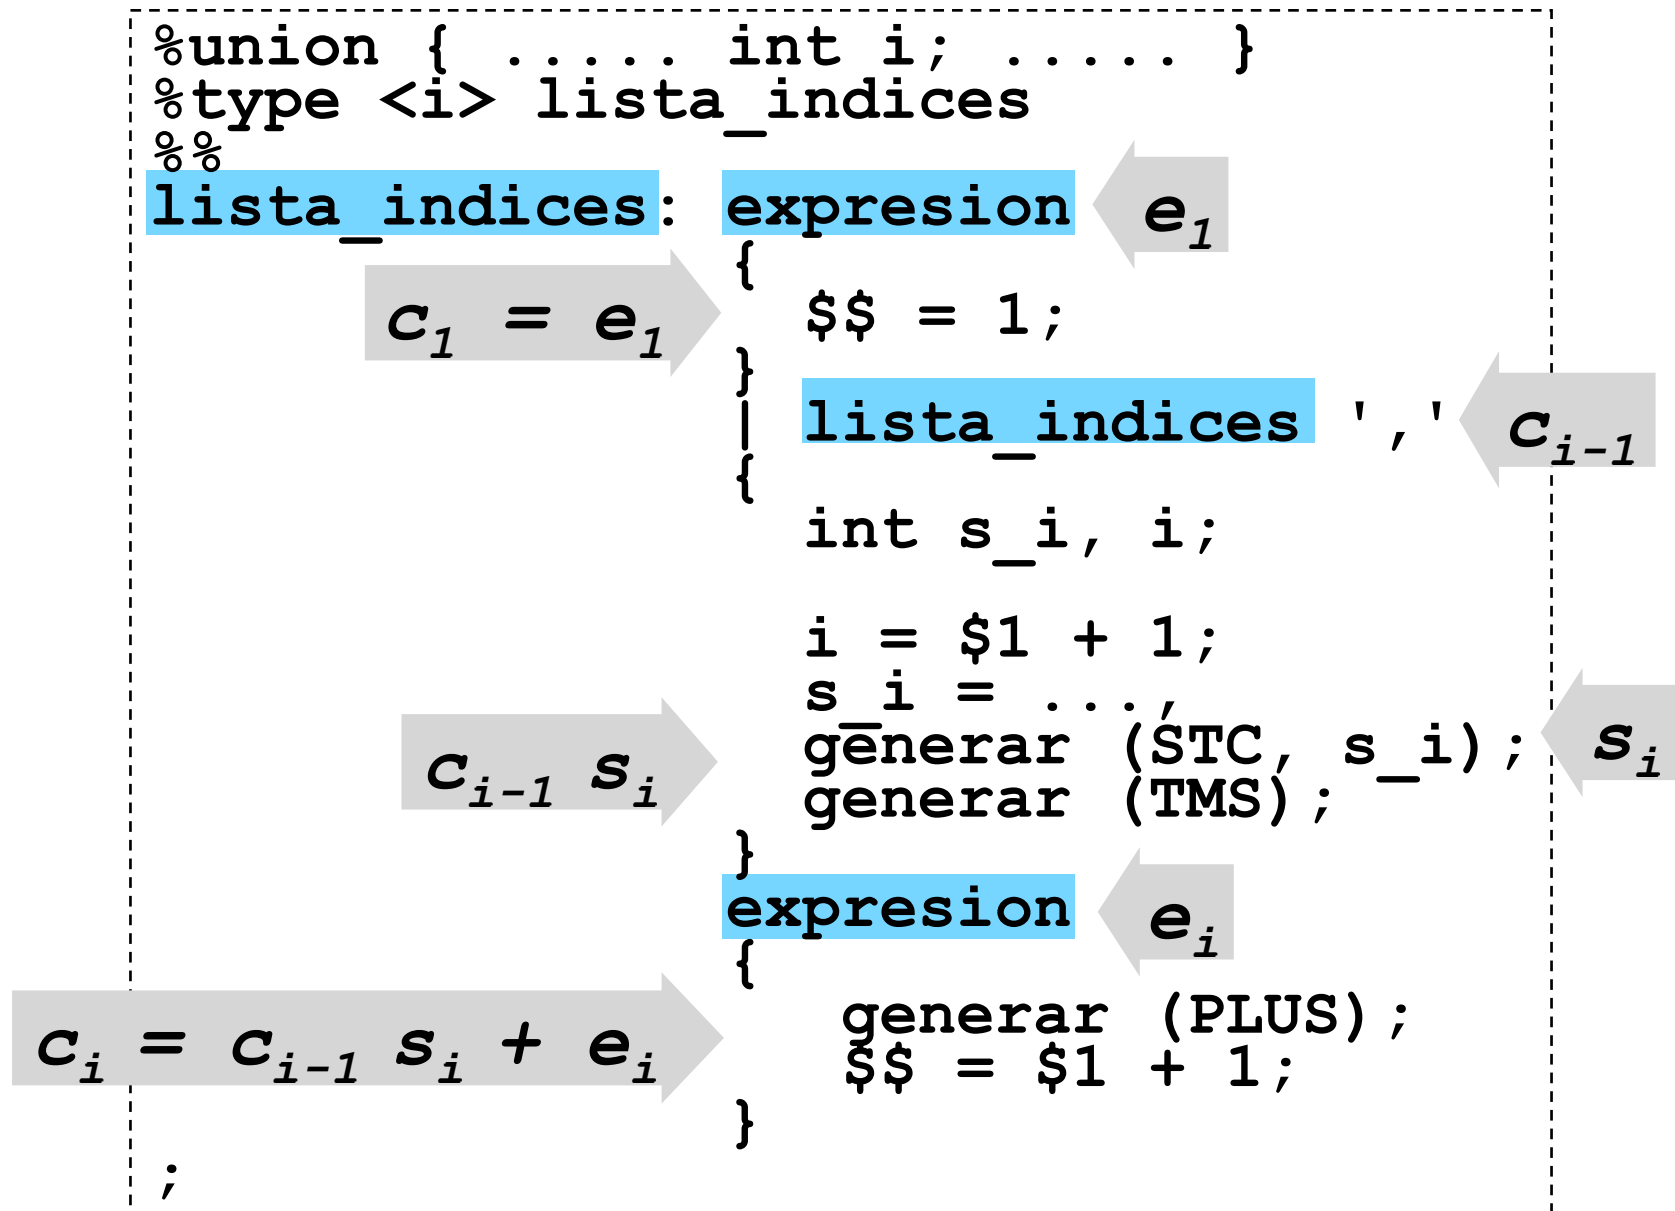 %union { ..... int i; ..... }
%type <i> lista_indices
%%
lista_indices: expresion e1
{
c1 = e1 $$ = 1;
}
| lista_indices ',' ci-1
{
int s_i, i;
i = $1 + 1;
s_i = ...,
generar (STC, s_i); si
ci-1 si
generar (TMS);
}
expresion ei
{
generar (PLUS);
ci = ci-1 si + ei
$$ = $1 + 1;
}
;